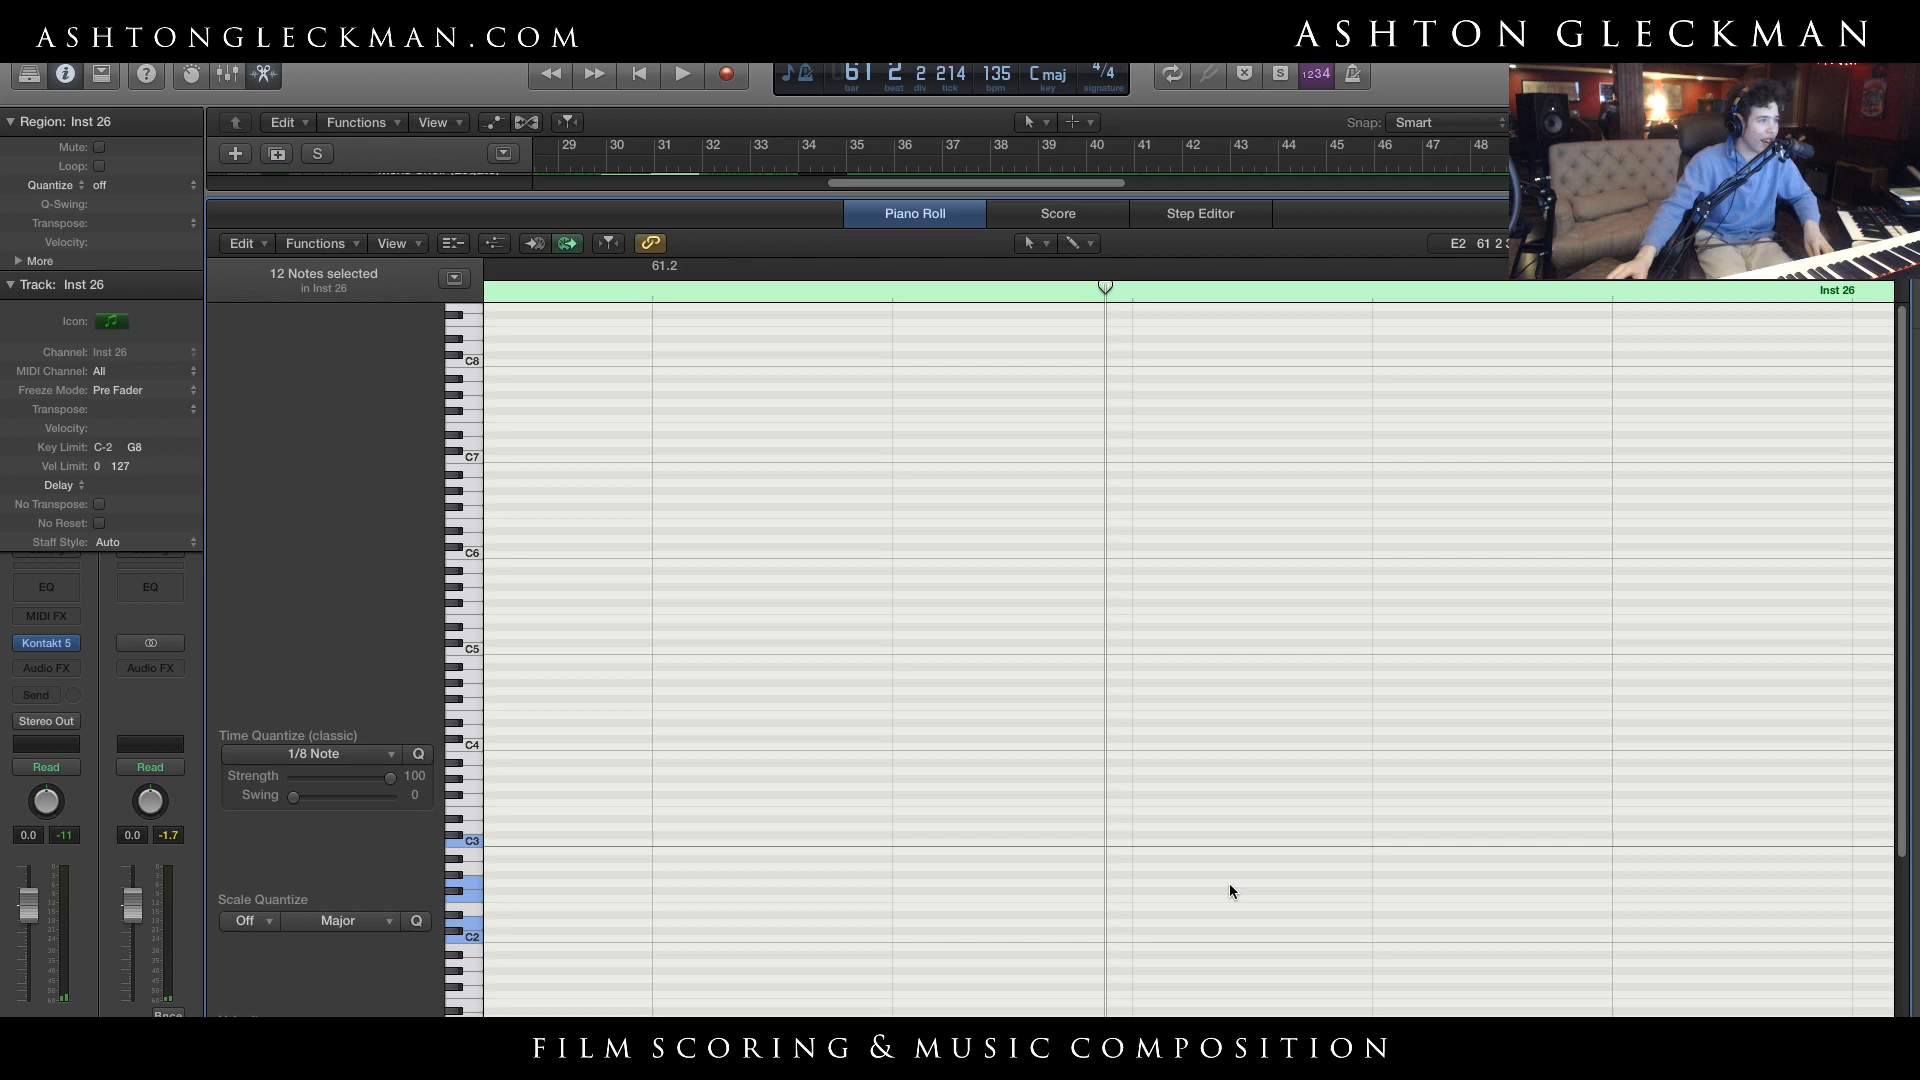 ASHTONGLECKMAN.COM
ASHTON GLECKMAN
61 2 2 214 135 C maj 4/4
bar beat div tick bpm key signature
S 1234
Region: Inst 26
Mute:
Loop:
Quantize off
Q-Swing:
Transpose:
Velocity:
More
Track: Inst 26
Icon:
Channel: Inst 26
MIDI Channel: All
Freeze Mode: Pre Fader
Transpose:
Velocity:
Key Limit: C-2 G8
Vel Limit: 0 127
Delay
No Transpose:
No Reset:
Staff Style: Auto
EQ EQ
MIDI FX
Kontakt 5
Audio FX Audio FX
Send
Stereo Out
Read Read
0.0 -11 0.0 -1.7
Bnce
Edit Functions View
Snap: Smart
S
29 30 31 32 33 34 35 36 37 38 39 40 41 42 43 44 45 46 47 48
Piano Roll Score Step Editor
Edit Functions View
E2 61 2
12 Notes selected
in Inst 26
61.2
Inst 26
C8
C7
C6
C5
C4
C3
C2
Time Quantize (classic)
1/8 Note Q
Strength 100
Swing 0
Scale Quantize
Off Major Q
FILM SCORING & MUSIC COMPOSITION